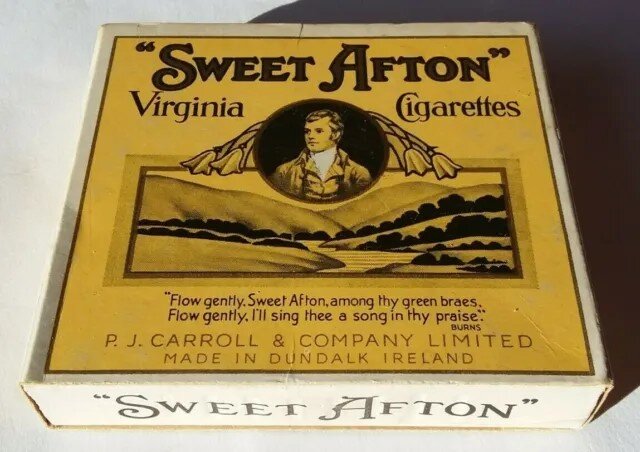 "SWEET AFTON"
Virginia Cigarettes
"Flow gently, Sweet Afton, among thy green braes,
Flow gently, I'll sing thee a song in thy praise."
BURNS
P. J. CARROLL & COMPANY LIMITED
MADE IN DUNDALK IRELAND
"SWEET AFTON"